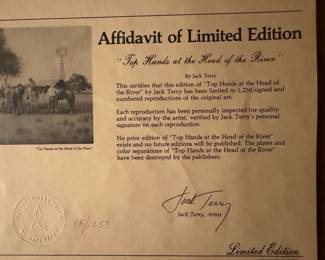 Affidavit of Limited Edition
"Top Hands at the Head of the River"
By Jack Terry
This certifies that this edition of "Top Hands at the Head of
the River" by Jack Terry has been limited to 1,250 signed and
numbered reproductions of the original art.
Each reproduction has been personally inspected for quality
and accuracy by the artist, verified by Jack Terry's personal
signature on each reproduction.
No prior edition of "Top Hands at the Head of the River"
exists and no future editions will be published. The plates and
color separations of "Top Hands at the Head of the River"
have been destroyed by the publishers.
"Top Hands at the Head of the River"
Jack Terry
Jack Terry, Artist
/1250
Limited Edition